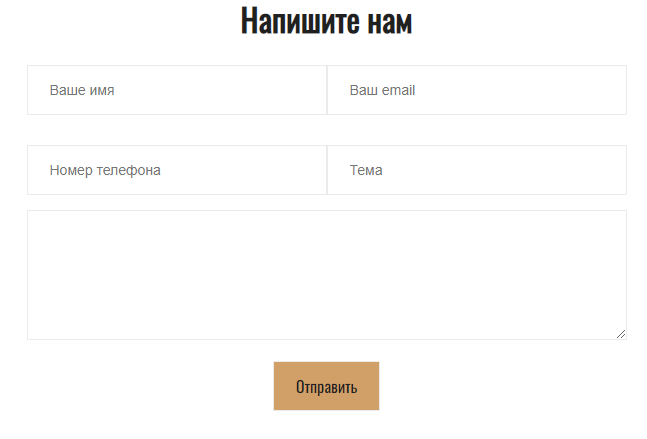 Напишите нам
Ваше имя
Ваш email
Номер телефона
Тема
Отправить